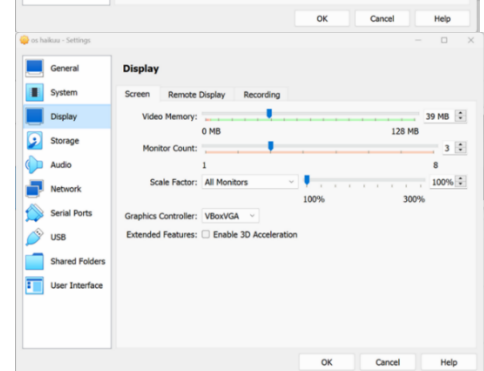 OK Cancel Help
os haikus - Settings
General
System
Display
Storage
Audio
Network
Serial Ports
USB
Shared Folders
User Interface
Display
Screen Remote Display Recording
Video Memory: 39 MB
0 MB 128 MB
Monitor Count: 3
1 8
Scale Factor: All Monitors 100%
100% 300%
Graphics Controller: VBoxVGA
Extended Features: Enable 3D Acceleration
OK Cancel Help